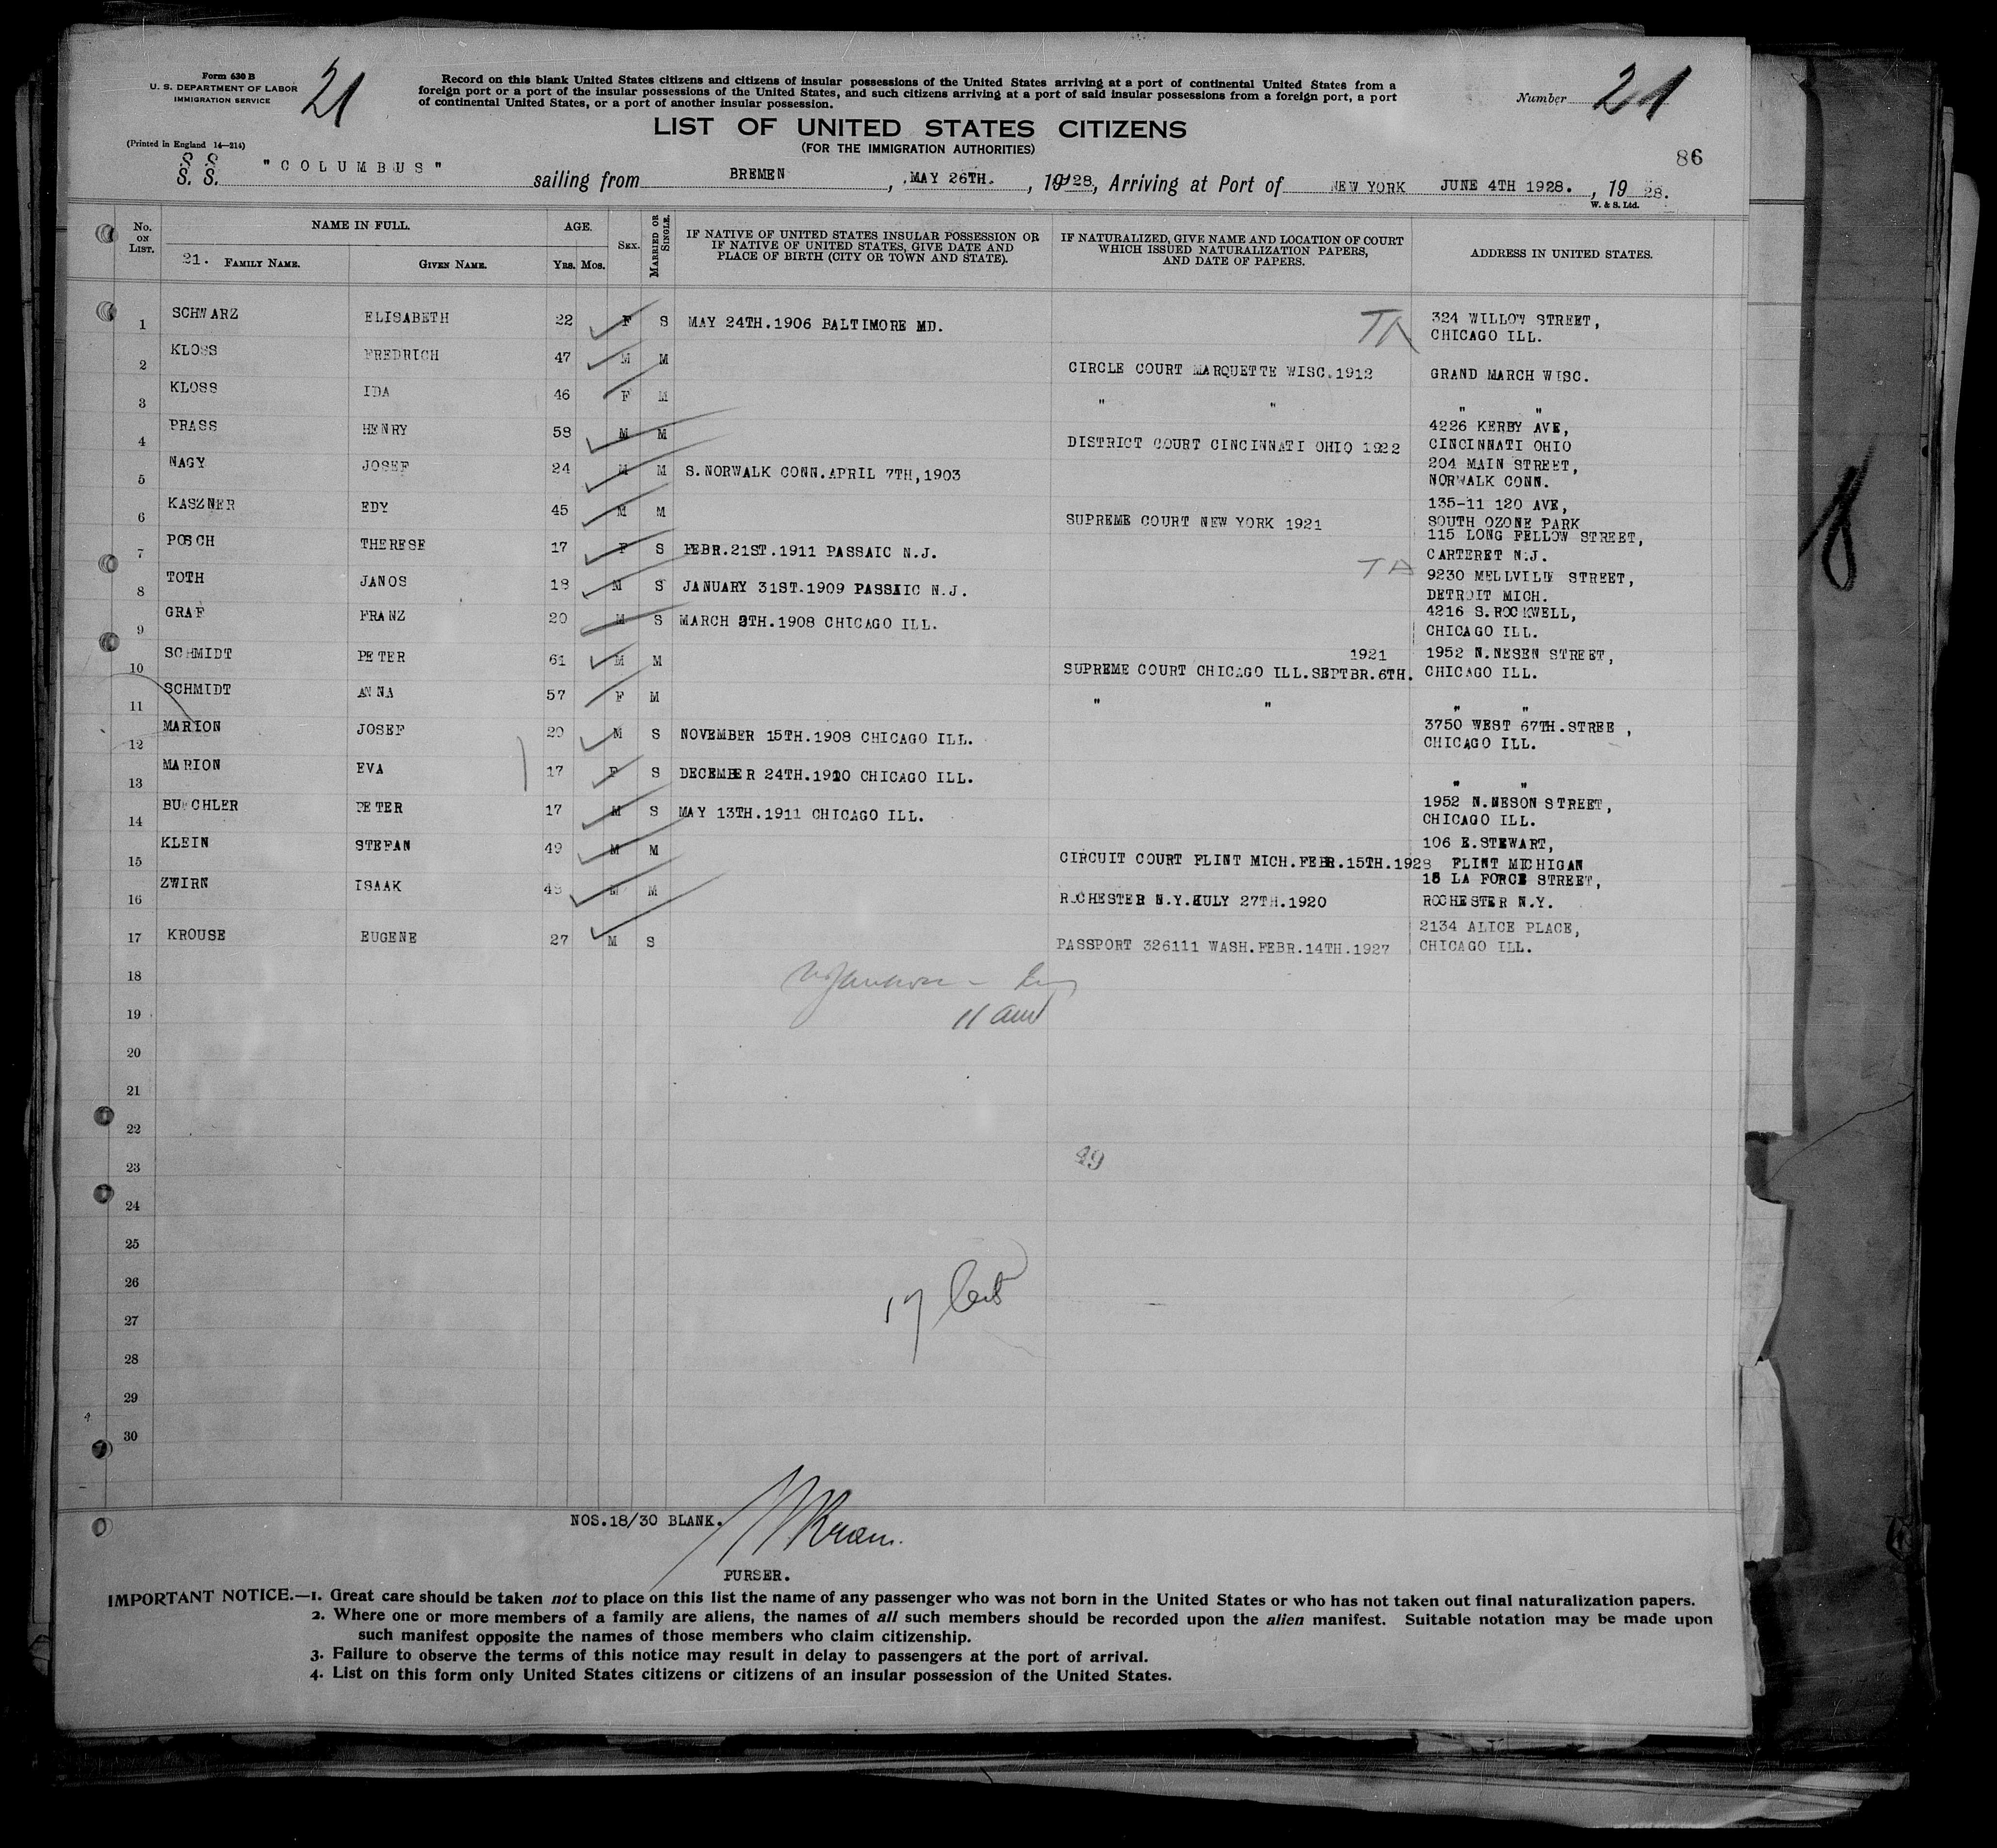 Form 630 B
U. S. DEPARTMENT OF LABOR
IMMIGRATION SERVICE
21
Record on this blank United States citizens and citizens of insular possessions of the United States arriving at a port of continental United States from a
foreign port or a port of the insular possessions of the United States, and such citizens arriving at a port of said insular possessions from a foreign port, a port
of continental United States, or a port of another insular possession.
Number 21
LIST OF UNITED STATES CITIZENS
(FOR THE IMMIGRATION AUTHORITIES)
(Printed in England 14—214)
86
S. S. "COLUMBUS" sailing from BREMEN, MAY 26TH., 1928, Arriving at Port of NEW YORK JUNE 4TH 1928., 19 28.
W. & S. Ltd.
No. ON LIST. NAME IN FULL. AGE. SEX. MARRIED OR SINGLE. IF NATIVE OF UNITED STATES INSULAR POSSESSION OR IF NATIVE OF UNITED STATES, GIVE DATE AND PLACE OF BIRTH (CITY OR TOWN AND STATE). IF NATURALIZED, GIVE NAME AND LOCATION OF COURT WHICH ISSUED NATURALIZATION PAPERS, AND DATE OF PAPERS. ADDRESS IN UNITED STATES.
21. FAMILY NAME. GIVEN NAME. YRS. MOS.
1 SCHWARZ ELISABETH 22 F S MAY 24TH.1906 BALTIMORE MD. 324 WILLOW STREET,
CHICAGO ILL.
2 KLOSS FREDRICH 47 M M CIRCLE COURT MARQUETTE WISC.1912 GRAND MARCH WISC.
3 KLOSS IDA 46 F M " " " "
4 PRASS HENRY 58 M M DISTRICT COURT CINCINNATI OHIO 1922 4226 KERBY AVE,
CINCINNATI OHIO
5 NAGY JOSEF 24 M M S.NORWALK CONN.APRIL 7TH,1903 204 MAIN STREET,
NORWALK CONN.
6 KASZNER EDY 45 M M SUPREME COURT NEW YORK 1921 135-11 120 AVE,
SOUTH OZONE PARK
7 POSCH THERESE 17 F S FEBR.21ST.1911 PASSAIC N.J. 115 LONG FELLOW STREET,
CARTERET N.J.
8 TOTH JANOS 18 M S JANUARY 31ST.1909 PASSAIC N.J. 9230 MELLVILLE STREET,
DETROIT MICH.
9 GRAF FRANZ 20 M S MARCH 8TH.1908 CHICAGO ILL. 4216 S.ROCKWELL,
CHICAGO ILL.
10 SCHMIDT PETER 61 M M SUPREME COURT CHICAGO ILL.SEPTBR.6TH. 1921 1952 N.NESEN STREET,
CHICAGO ILL.
11 SCHMIDT ANNA 57 F M " " " "
12 MARION JOSEF 20 M S NOVEMBER 15TH.1908 CHICAGO ILL. 3750 WEST 67TH.STREE ,
CHICAGO ILL.
13 MARION EVA 17 F S DECEMBER 24TH.1910 CHICAGO ILL. " "
14 BUECHLER PETER 17 M S MAY 13TH.1911 CHICAGO ILL. 1952 N.NESON STREET,
CHICAGO ILL.
15 KLEIN STEFAN 49 M M CIRCUIT COURT FLINT MICH.FEBR.15TH.1928 106 E.STEWART,
FLINT MICHIGAN
16 ZWIRN ISAAK M M ROCHESTER N.Y.JULY 27TH.1920 18 LA FORCE STREET,
ROCHESTER N.Y.
17 KROUSE EUGENE 27 M S PASSPORT 326111 WASH.FEBR.14TH.1927 2134 ALICE PLACE,
CHICAGO ILL.
18
19
20
21
22
23
49
24
25
26
17
27
28
29
30
NOS.18/30 BLANK.
PURSER.
IMPORTANT NOTICE.—1. Great care should be taken not to place on this list the name of any passenger who was not born in the United States or who has not taken out final naturalization papers.
2. Where one or more members of a family are aliens, the names of all such members should be recorded upon the alien manifest. Suitable notation may be made upon
such manifest opposite the names of those members who claim citizenship.
3. Failure to observe the terms of this notice may result in delay to passengers at the port of arrival.
4. List on this form only United States citizens or citizens of an insular possession of the United States.